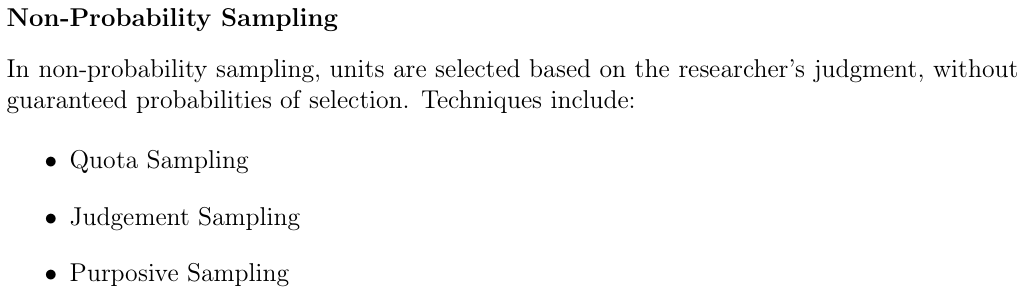 Non-Probability Sampling
In non-probability sampling, units are selected based on the researcher's judgment, without
guaranteed probabilities of selection. Techniques include:
• Quota Sampling
• Judgement Sampling
• Purposive Sampling